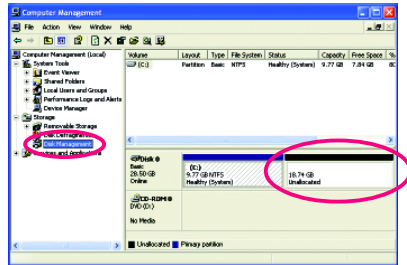 Computer Management
File Action View Window Help
Computer Management (Local)
System Tools
Event Viewer
Shared Folders
Local Users and Groups
Performance Logs and Alerts
Device Manager
Storage
Removable Storage
Disk Defragmenter
Disk Management
Services and Applications
Volume Layout Type File System Status Capacity Free Space %
(C:) Partition Basic NTFS Healthy (System) 9.77 GB 7.84 GB 80
Disk 0
Basic
28.50 GB
Online
(C:)
9.77 GB NTFS
Healthy (System)
18.74 GB
Unallocated
CD-ROM 0
DVD (D:)
No Media
Unallocated Primary partition